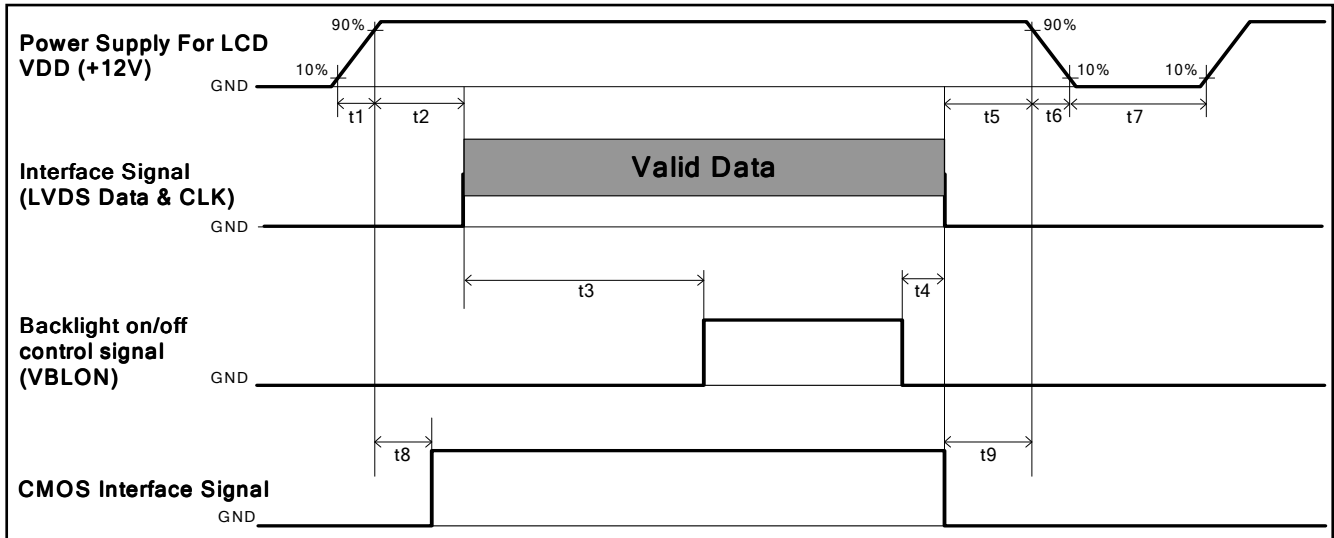 Power Supply For LCD
VDD (+12V)
90%
10%
GND
90%
10%
10%
t1
t2
t5
t6
t7
Interface Signal
(LVDS Data & CLK)
GND
Valid Data
t3
t4
Backlight on/off
control signal
(VBLON)
GND
t8
t9
CMOS Interface Signal
GND